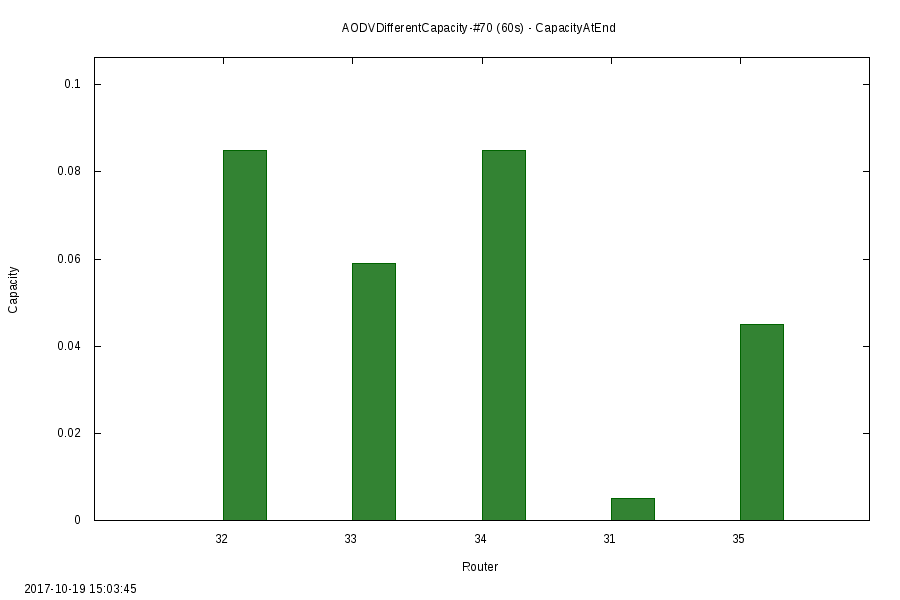 AODVDifferentCapacity-#70 (60s) - CapacityAtEnd
0.1
0.08
0.06
0.04
0.02
0
Capacity
32 33 34 31 35
Router
2017-10-19 15:03:45